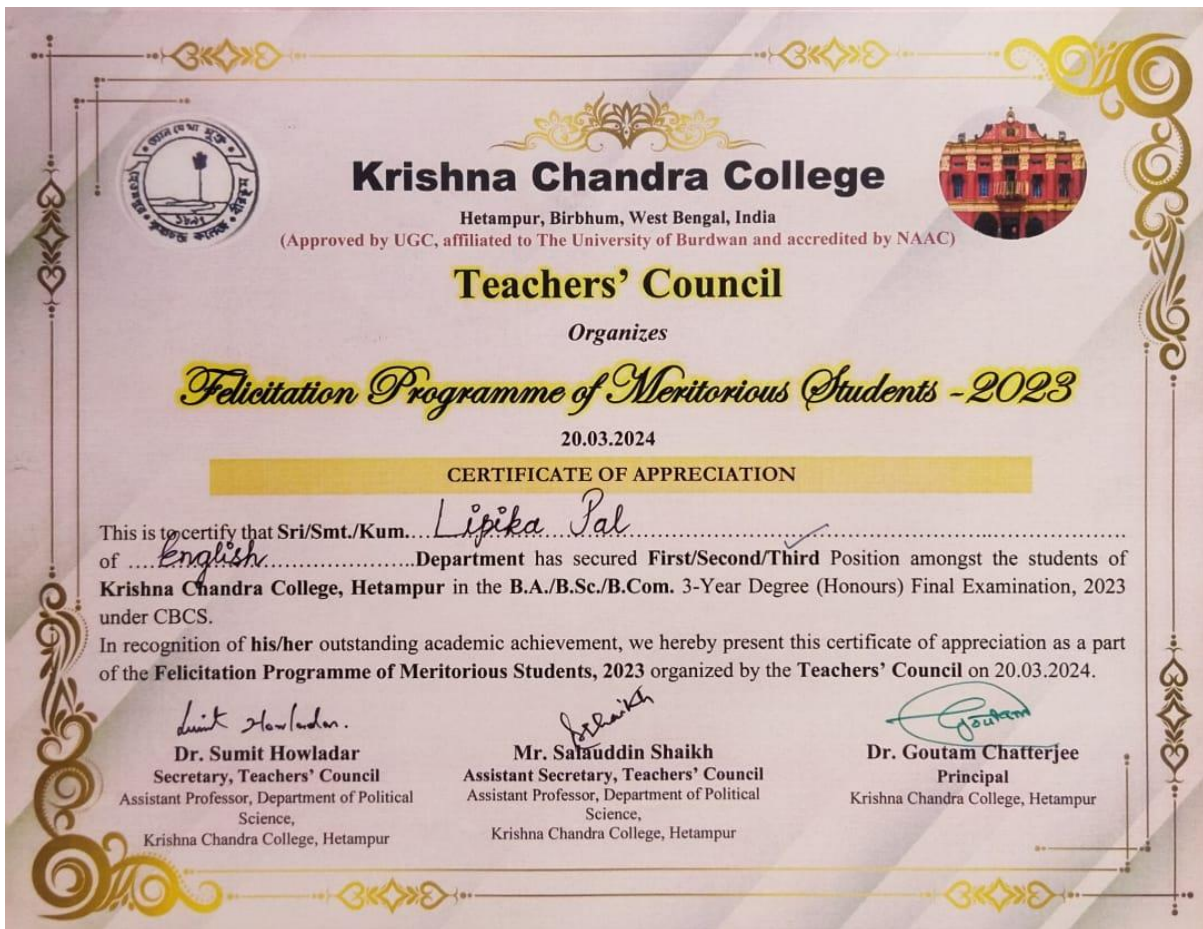 জ্ঞান যেথা মুক্ত
হেতমপুর কৃষ্ণচন্দ্র কলেজ বীরভূম
১৮৯৭
Krishna Chandra College
Hetampur, Birbhum, West Bengal, India
(Approved by UGC, affiliated to The University of Burdwan and accredited by NAAC)
Teachers’ Council
Organizes
Felicitation Programme of Meritorious Students - 2023
20.03.2024
CERTIFICATE OF APPRECIATION
This is to certify that Sri/Smt./Kum.... Lipika Pal ....................
of ....English....................Department has secured First/Second/Third Position amongst the students of
Krishna Chandra College, Hetampur in the B.A./B.Sc./B.Com. 3-Year Degree (Honours) Final Examination, 2023
under CBCS.
In recognition of his/her outstanding academic achievement, we hereby present this certificate of appreciation as a part
of the Felicitation Programme of Meritorious Students, 2023 organized by the Teachers’ Council on 20.03.2024.
Sumit Howladar. SShaikh Goutam
Dr. Sumit Howladar Mr. Salauddin Shaikh Dr. Goutam Chatterjee
Secretary, Teachers’ Council Assistant Secretary, Teachers’ Council Principal
Assistant Professor, Department of Political Assistant Professor, Department of Political Krishna Chandra College, Hetampur
Science, Science,
Krishna Chandra College, Hetampur Krishna Chandra College, Hetampur